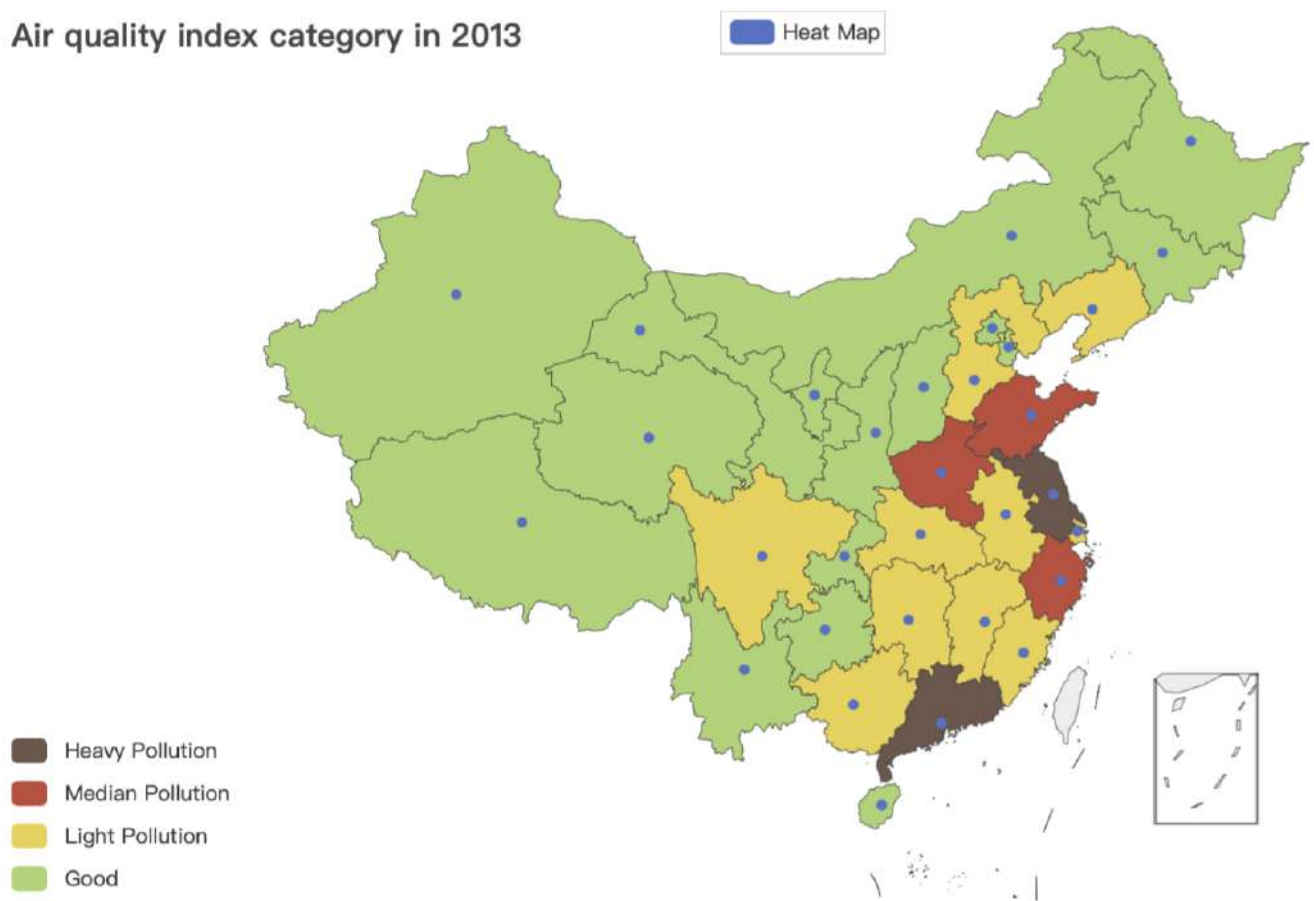 Air quality index category in 2013
Heat Map
Heavy Pollution
Median Pollution
Light Pollution
Good